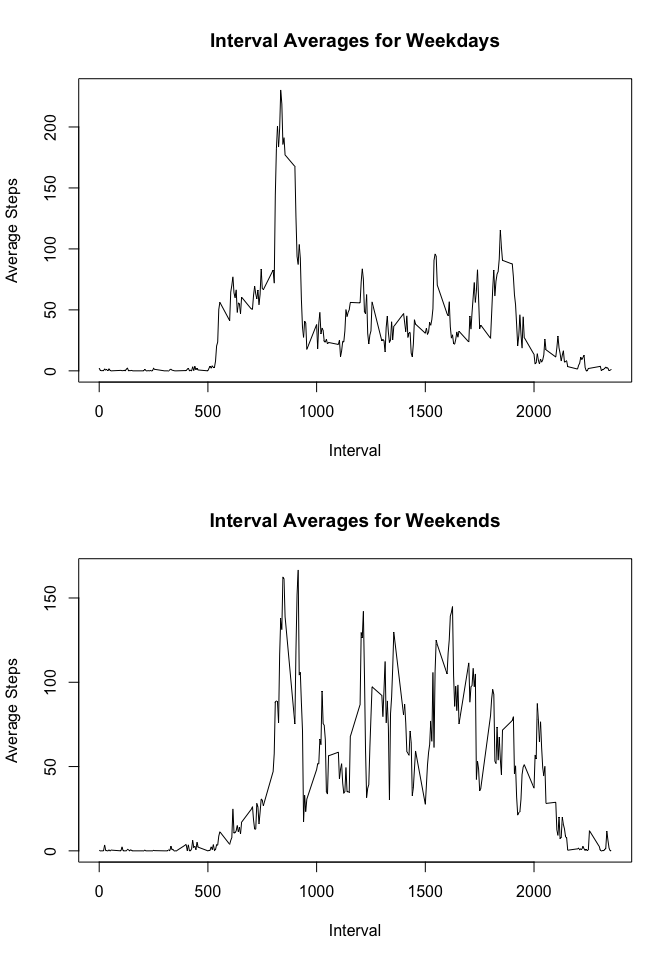 Interval Averages for Weekdays
Average Steps
200
150
100
50
0
0 500 1000 1500 2000
Interval
Interval Averages for Weekends
Average Steps
150
100
50
0
0 500 1000 1500 2000
Interval